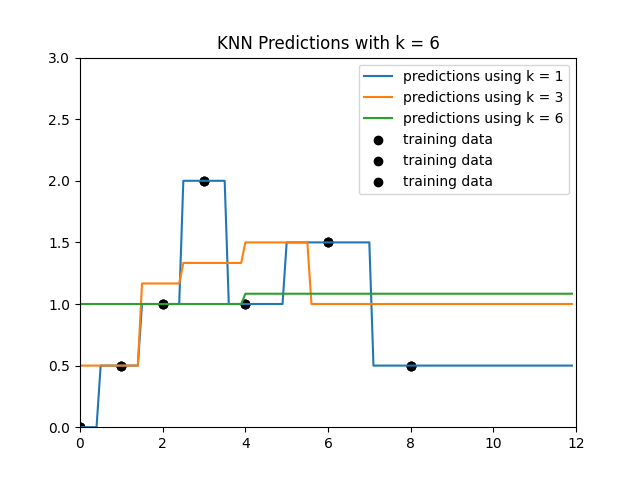 KNN Predictions with k = 6
3.0
2.5
2.0
1.5
1.0
0.5
0.0
predictions using k = 1
predictions using k = 3
predictions using k = 6
training data
training data
training data
0 2 4 6 8 10 12